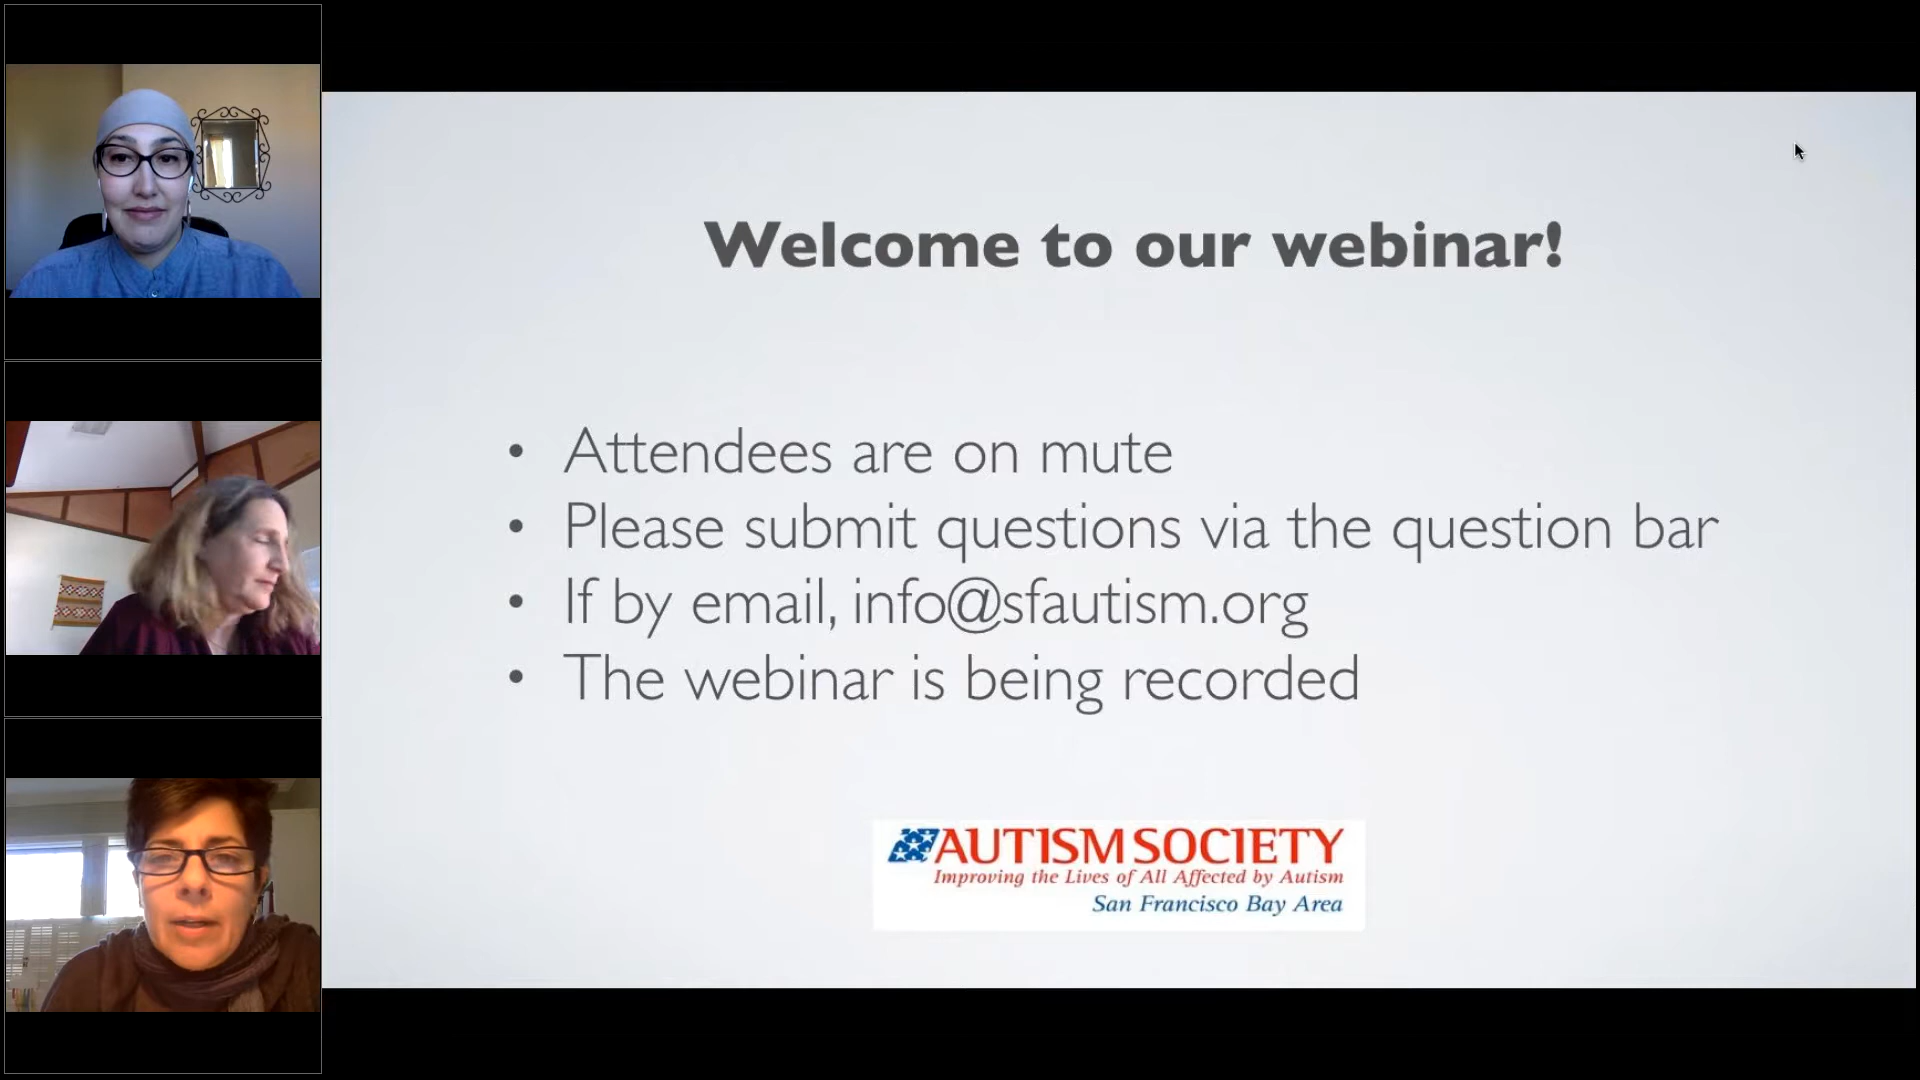 Welcome to our webinar!
• Attendees are on mute
• Please submit questions via the question bar
• If by email, info@sfautism.org
• The webinar is being recorded
AUTISM SOCIETY
Improving the Lives of All Affected by Autism
San Francisco Bay Area